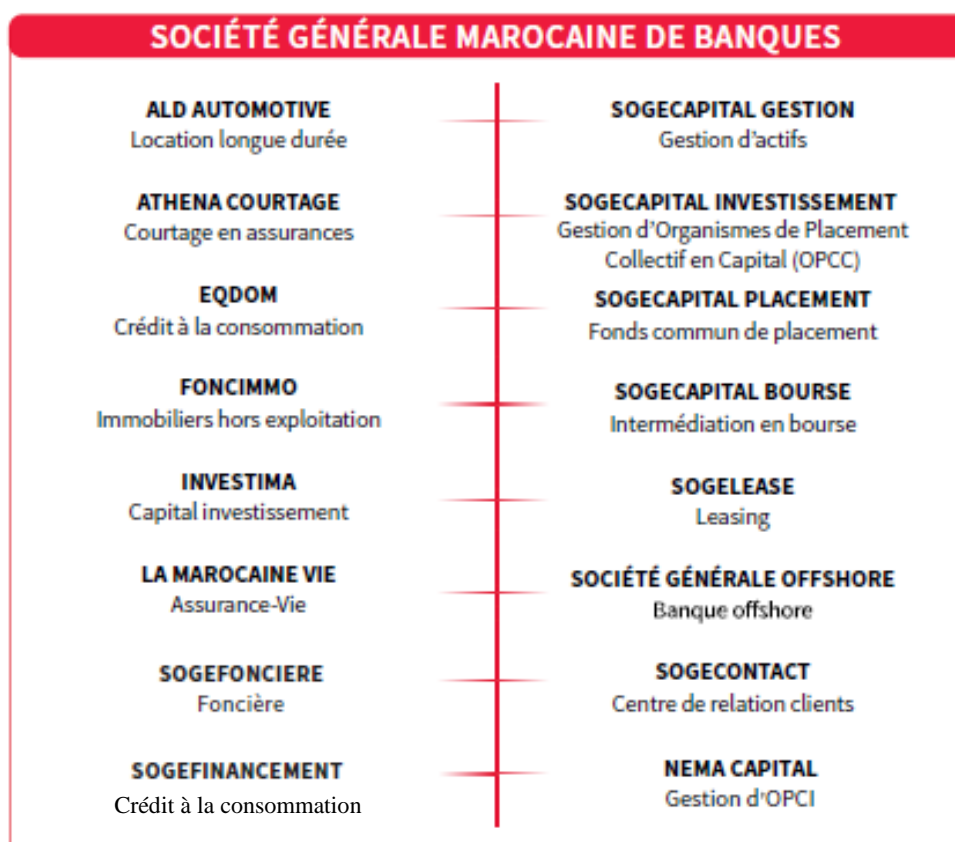 SOCIÉTÉ GÉNÉRALE MAROCAINE DE BANQUES
ALD AUTOMOTIVE
Location longue durée
ATHENA COURTAGE
Courtage en assurances
EQDOM
Crédit à la consommation
FONCIMMO
Immobiliers hors exploitation
INVESTIMA
Capital investissement
LA MAROCAINE VIE
Assurance-Vie
SOGEFONCIERE
Foncière
SOGEFINANCEMENT
Crédit à la consommation
SOGECAPITAL GESTION
Gestion d'actifs
SOGECAPITAL INVESTISSEMENT
Gestion d'Organismes de Placement
Collectif en Capital (OPCC)
SOGECAPITAL PLACEMENT
Fonds commun de placement
SOGECAPITAL BOURSE
Intermédiation en bourse
SOGELEASE
Leasing
SOCIÉTÉ GÉNÉRALE OFFSHORE
Banque offshore
SOGECONTACT
Centre de relation clients
NEMA CAPITAL
Gestion d'OPCI